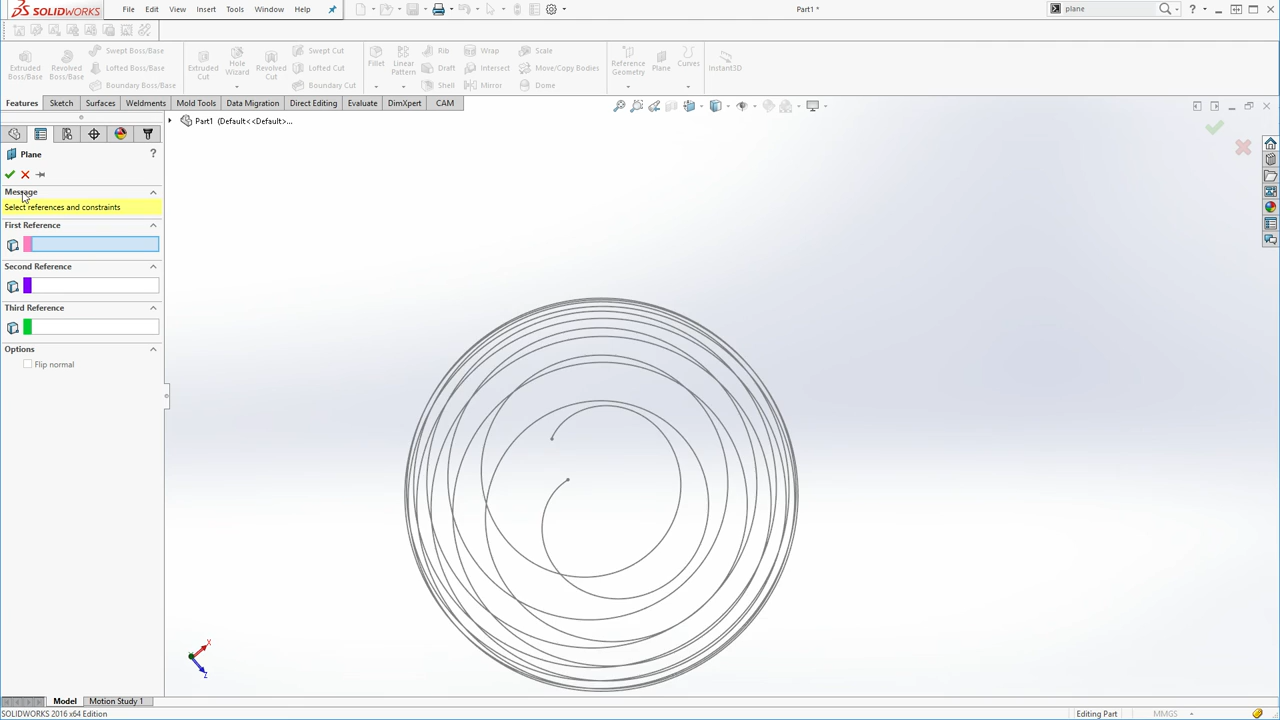 SOLIDWORKS File Edit View Insert Tools Window Help Part1 * plane
Extruded Boss/Base
Revolved Boss/Base
Swept Boss/Base
Lofted Boss/Base
Boundary Boss/Base
Extruded Cut
Hole Wizard
Revolved Cut
Swept Cut
Lofted Cut
Boundary Cut
Fillet
Linear Pattern
Rib
Draft
Shell
Wrap
Intersect
Mirror
Scale
Move/Copy Bodies
Dome
Reference Geometry
Plane
Curves
Instant3D
Features Sketch Surfaces Weldments Mold Tools Data Migration Direct Editing Evaluate DimXpert CAM
Part1 (Default<<Default>...
Plane ?
Message
Select references and constraints
First Reference
Second Reference
Third Reference
Options
Flip normal
X
Z
Model Motion Study 1
SOLIDWORKS 2016 x64 Edition Editing Part MMGS